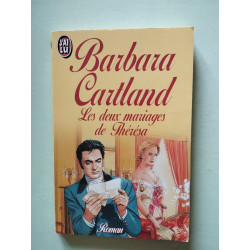 J'AI
LU
Barbara
Cartland
Les deux mariages
de Thérésa
Roman